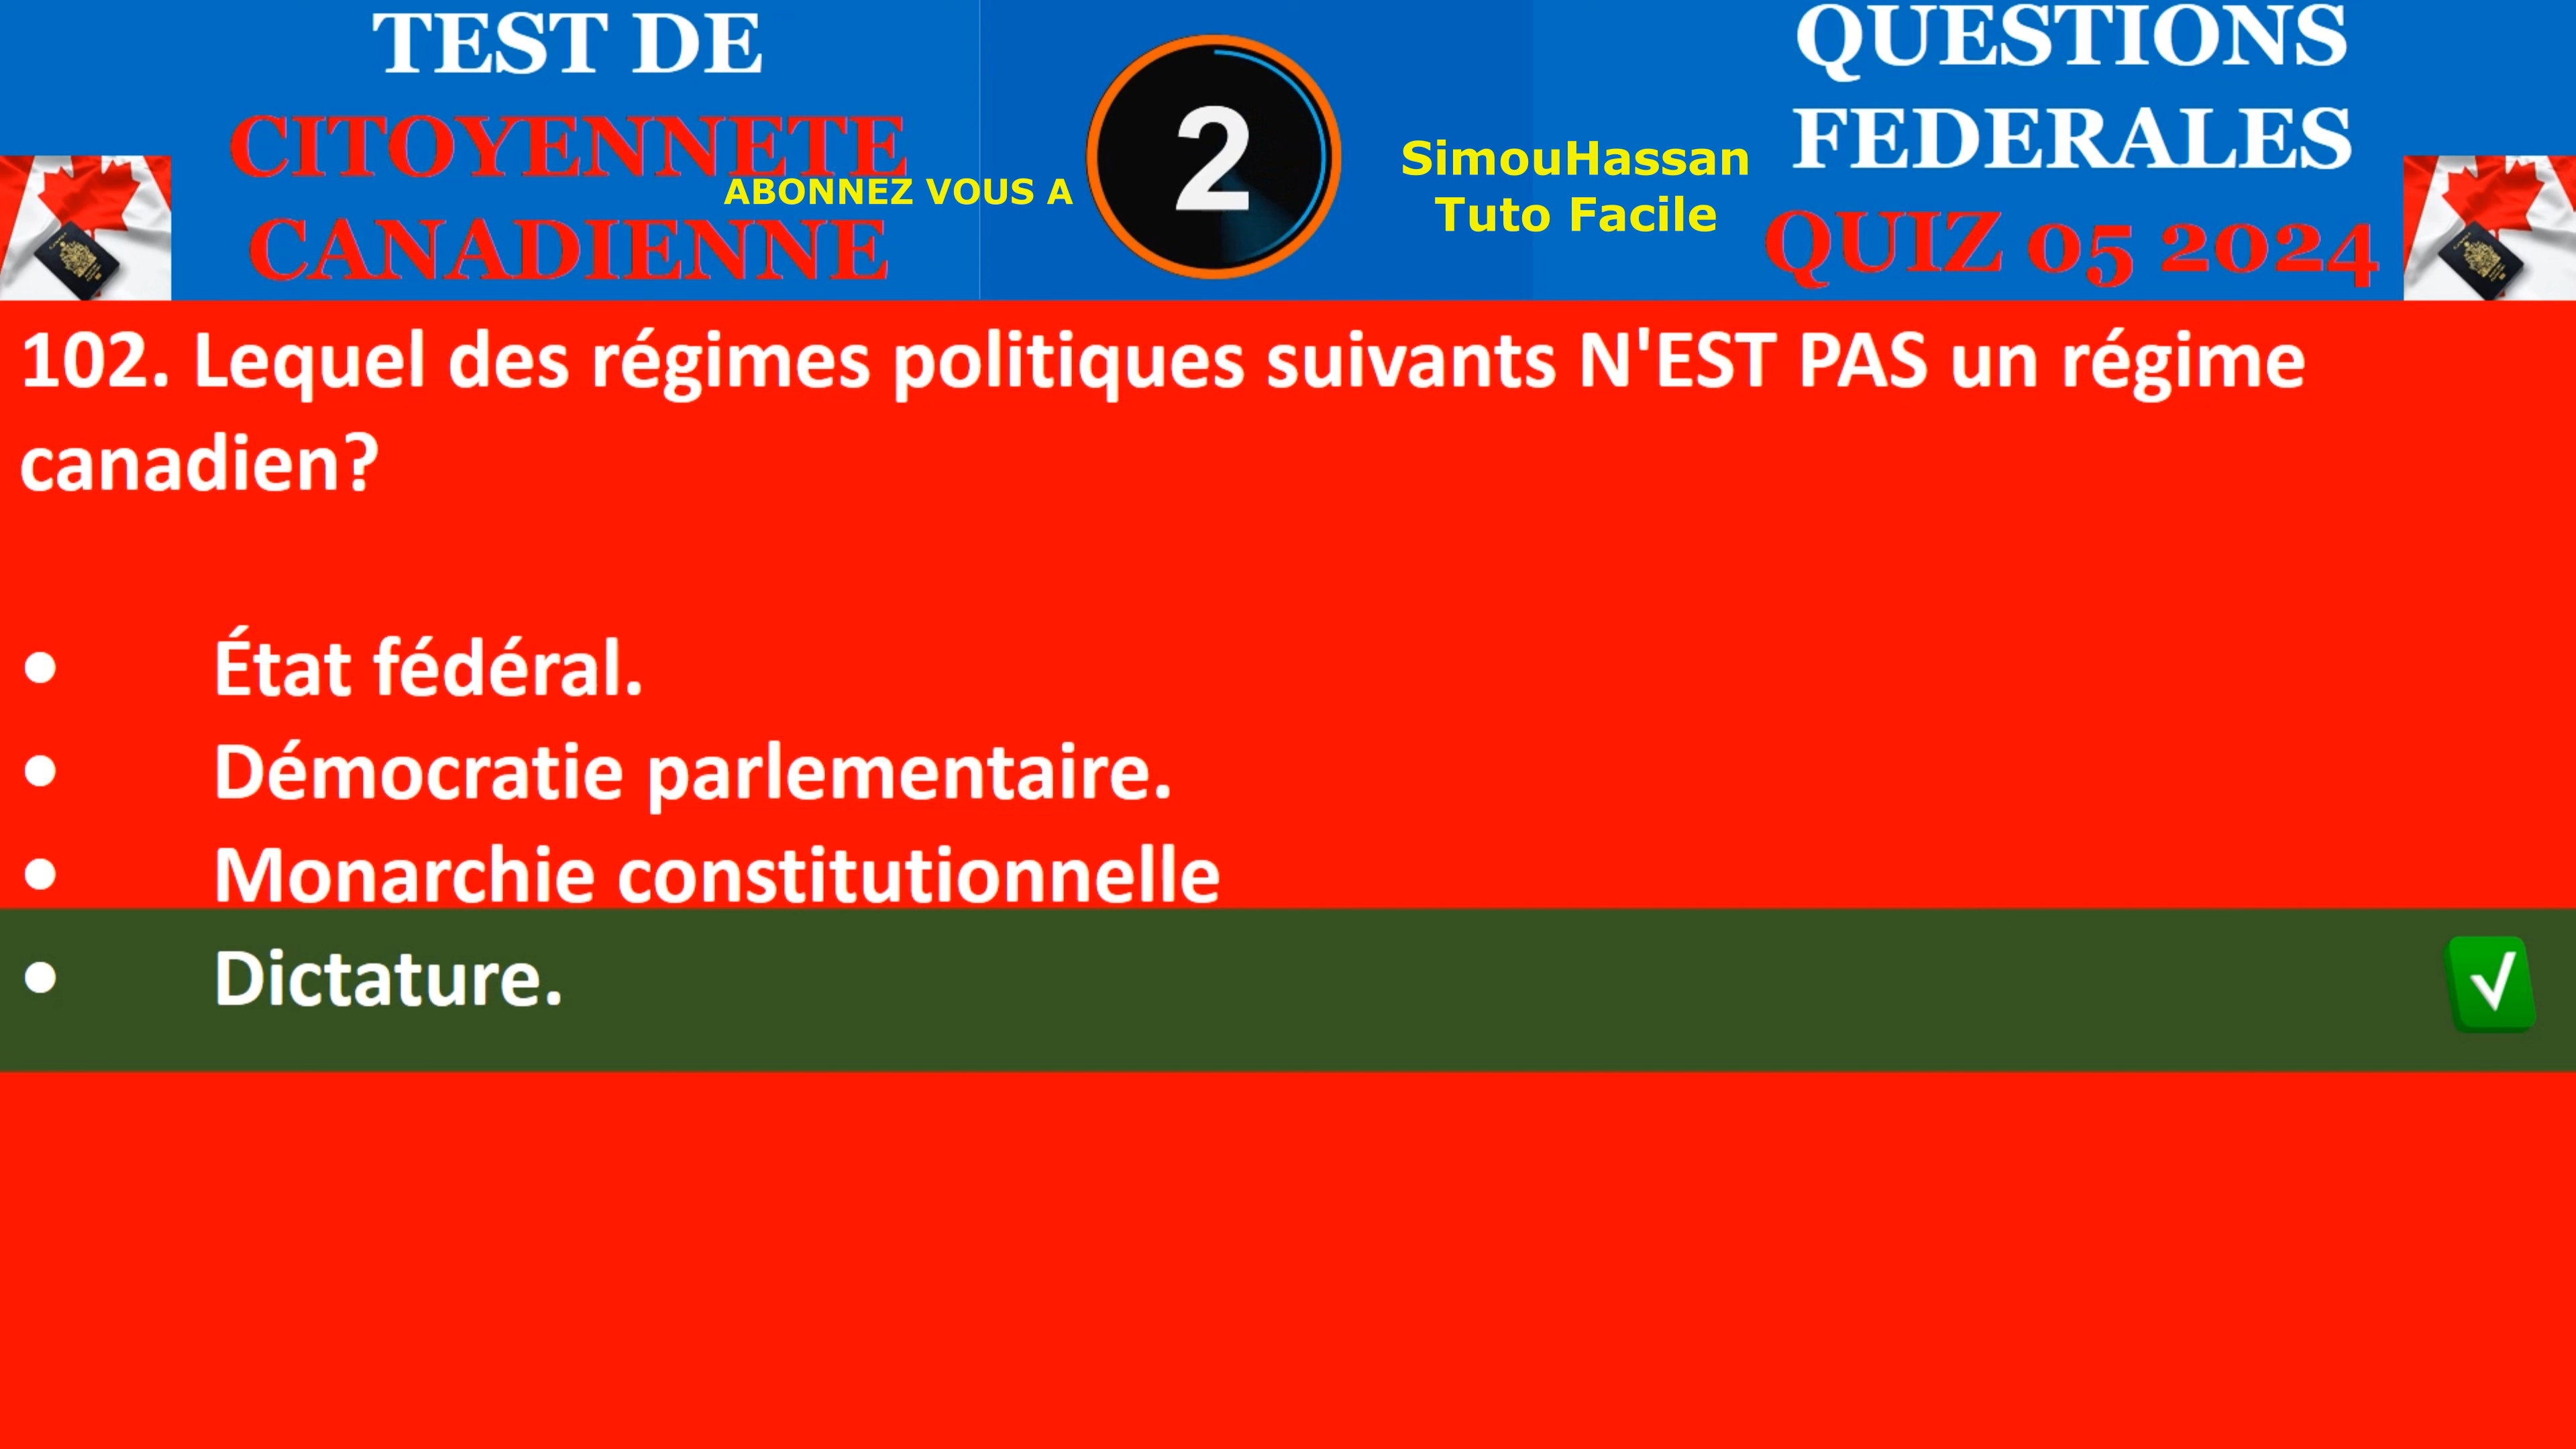 TEST DE
CITOYENNETE
CANADIENNE
ABONNEZ VOUS A
2
SimouHassan
Tuto Facile
QUESTIONS
FEDERALES
QUIZ 05 2024
102. Lequel des régimes politiques suivants N'EST PAS un régime
canadien?
• État fédéral.
• Démocratie parlementaire.
• Monarchie constitutionnelle
• Dictature.